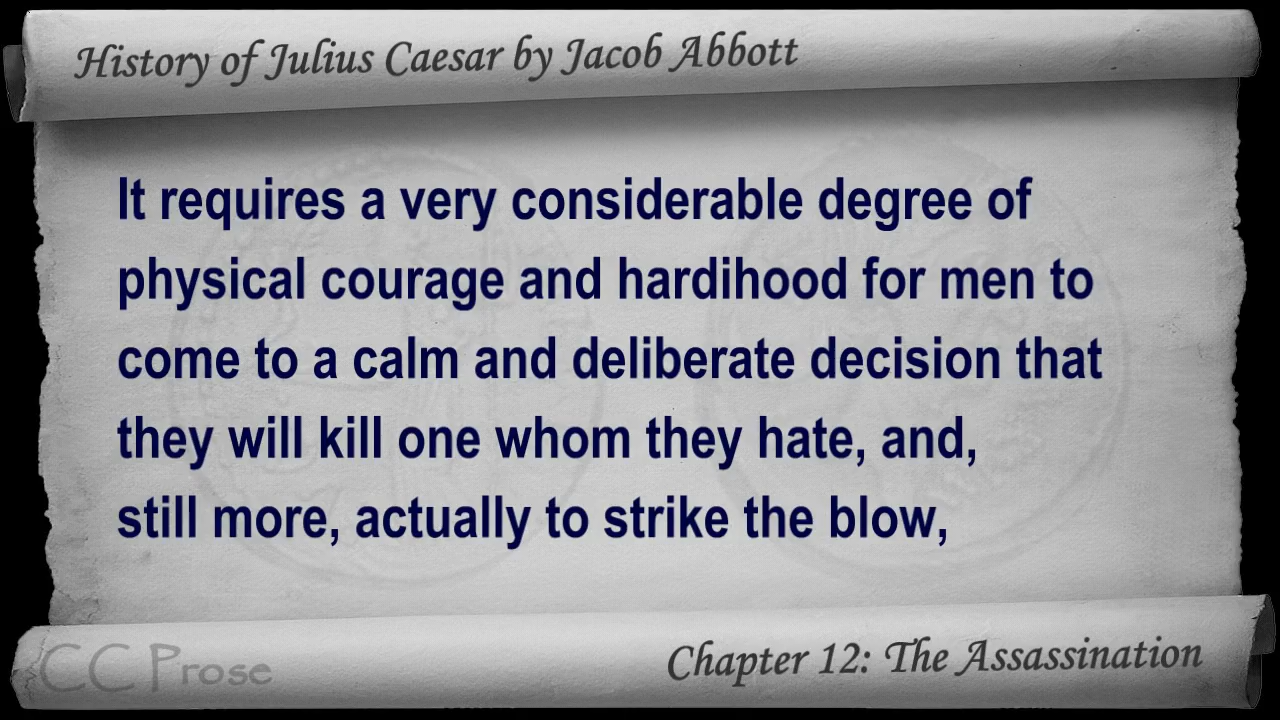 History of Julius Caesar by Jacob Abbott
It requires a very considerable degree of
physical courage and hardihood for men to
come to a calm and deliberate decision that
they will kill one whom they hate, and,
still more, actually to strike the blow,
CC Prose
Chapter 12: The Assassination